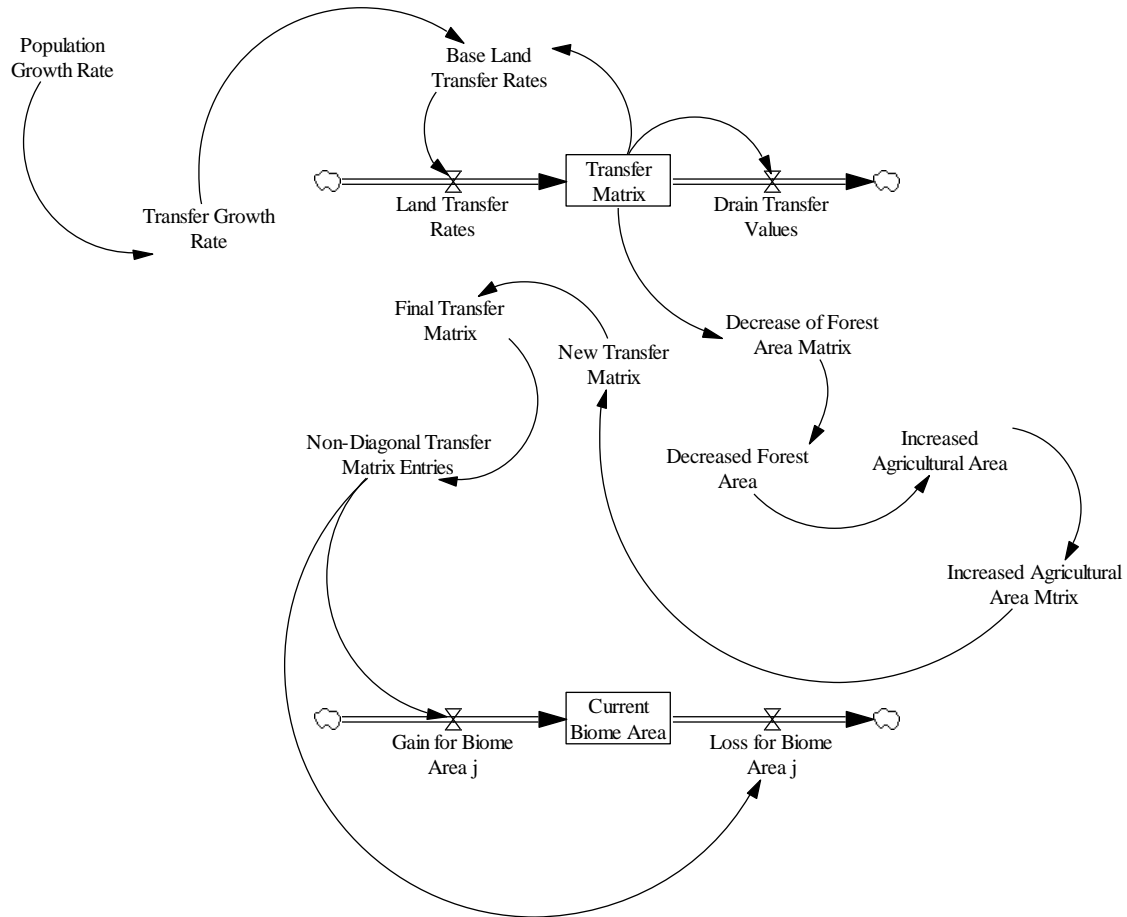 Population
Growth Rate
Base Land
Transfer Rates
Transfer
Matrix
Land Transfer
Rates
Drain Transfer
Values
Transfer Growth
Rate
Final Transfer
Matrix
New Transfer
Matrix
Decrease of Forest
Area Matrix
Non-Diagonal Transfer
Matrix Entries
Decreased Forest
Area
Increased
Agricultural Area
Increased Agricultural
Area Mtrix
Current
Biome Area
Gain for Biome
Area j
Loss for Biome
Area j